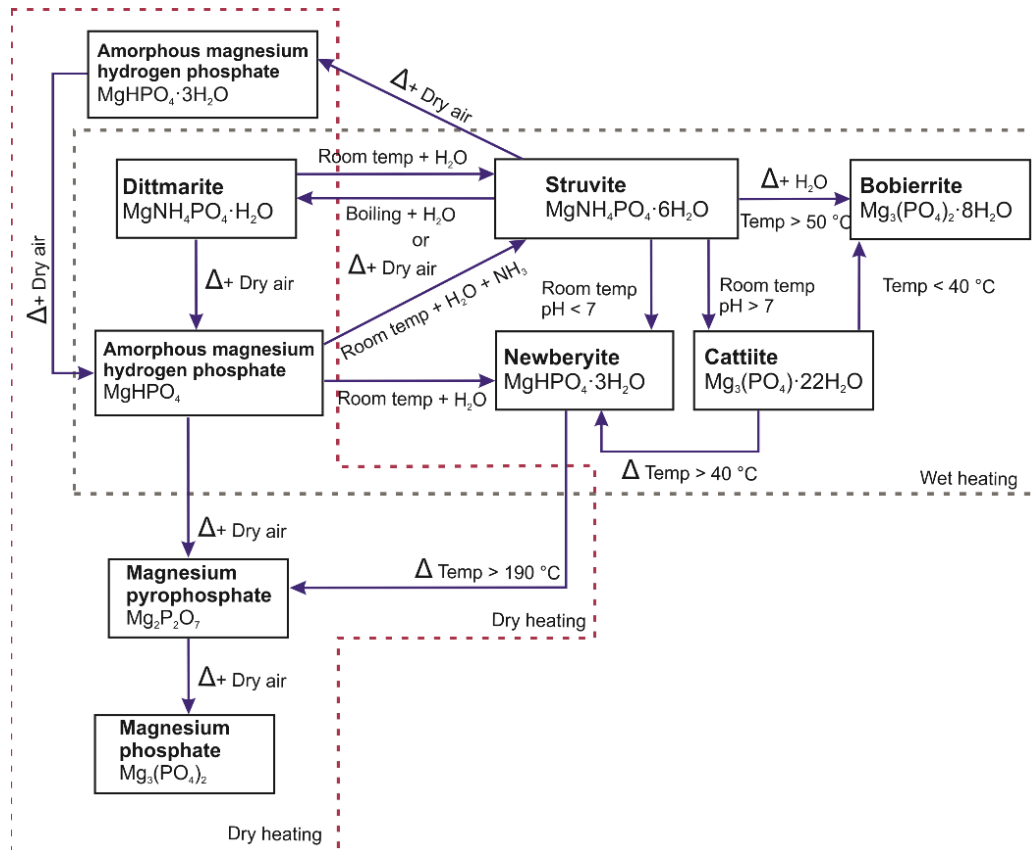 Amorphous magnesium
hydrogen phosphate
MgHPO₄·3H₂O
Δ+ Dry air
Δ+ Dry air
Dittmarite
MgNH₄PO₄·H₂O
Room temp + H₂O
Boiling + H₂O
or
Δ+ Dry air
Struvite
MgNH₄PO₄·6H₂O
Δ+ H₂O
Temp > 50 °C
Bobierrite
Mg₃(PO₄)₂·8H₂O
Δ+ Dry air
Room temp + H₂O + NH₃
Room temp
pH < 7
Room temp
pH > 7
Temp < 40 °C
Amorphous magnesium
hydrogen phosphate
MgHPO₄
Room temp + H₂O
Newberyite
MgHPO₄·3H₂O
Cattiite
Mg₃(PO₄)·22H₂O
Δ Temp > 40 °C
Wet heating
Δ+ Dry air
Δ Temp > 190 °C
Magnesium
pyrophosphate
Mg₂P₂O₇
Dry heating
Δ+ Dry air
Magnesium
phosphate
Mg₃(PO₄)₂
Dry heating